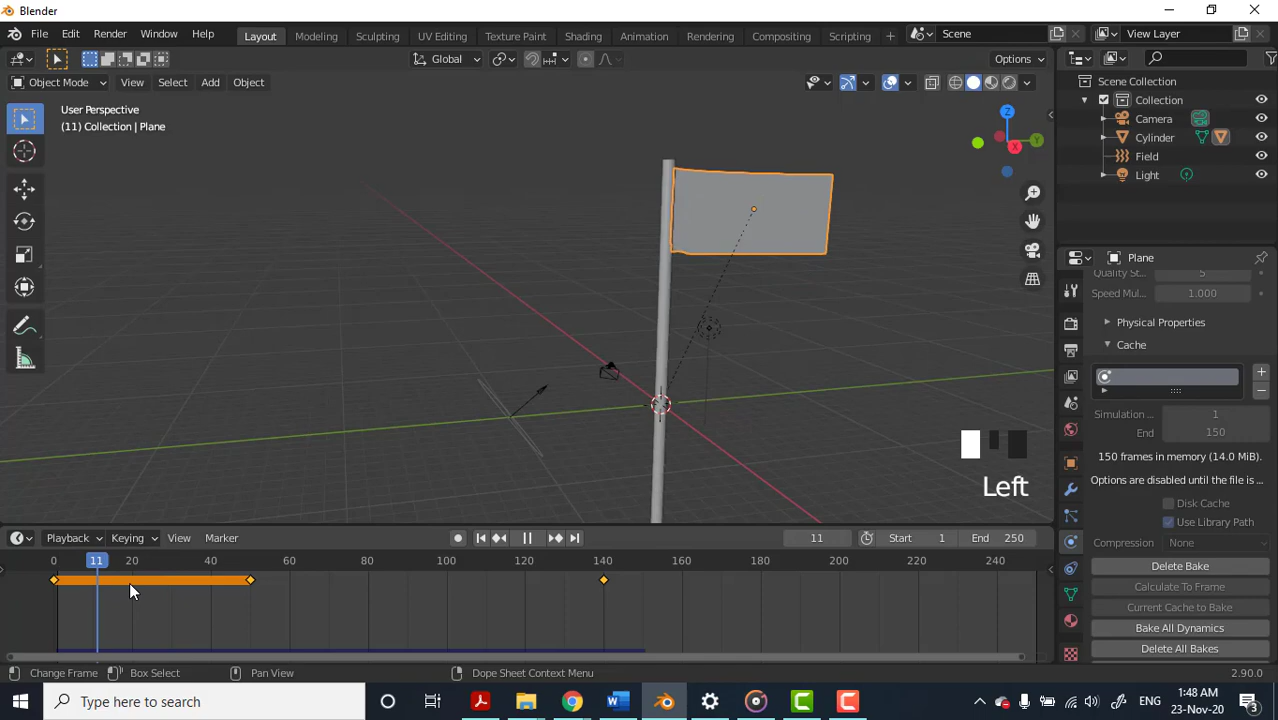 Blender
File Edit Render Window Help
Layout Modeling Sculpting UV Editing Texture Paint Shading Animation Rendering Compositing Scripting
Scene
View Layer
Global
Options
Object Mode View Select Add Object
User Perspective
(11) Collection | Plane
Z
Y
X
Scene Collection
Collection
Camera
Cylinder
Field
Light
Plane
Quality St... 5
Speed Mul... 1.000
Physical Properties
Cache
Simulation 1
End 150
150 frames in memory (14.0 MiB).
Options are disabled until the file is ...
Disk Cache
Use Library Path
Compression None
Delete Bake
Calculate To Frame
Current Cache to Bake
Bake All Dynamics
Delete All Bakes
Left
Playback Keying View Marker
11 Start 1 End 250
0 11 20 40 60 80 100 120 140 160 180 200 220 240
Change Frame Box Select Pan View Dope Sheet Context Menu 2.90.0
Type here to search
ENG
1:48 AM
23-Nov-20
3